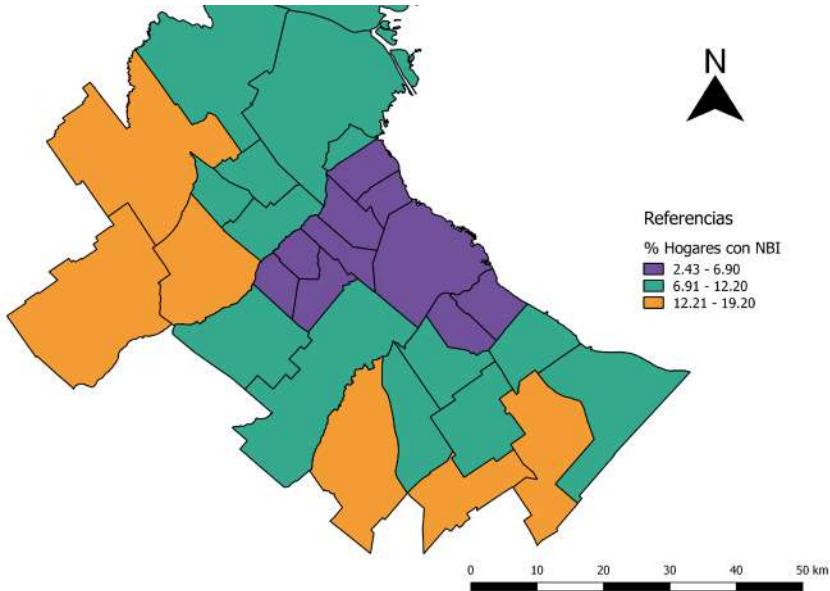 N
Referencias
% Hogares con NBI
2.43 - 6.90
6.91 - 12.20
12.21 - 19.20
0 10 20 30 40 50 km